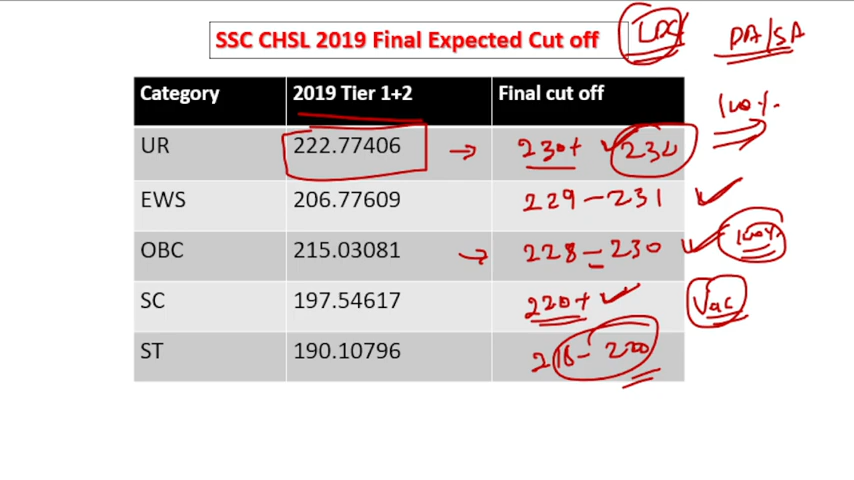 SSC CHSL 2019 Final Expected Cut off LDC PA/SA
Category 2019 Tier 1+2 Final cut off 100%
UR 222.77406 → 230+ ✓ 234
EWS 206.77609 229-231 ✓
OBC 215.03081 → 228-230 ✓ 100%
SC 197.54617 220+ ✓ Vac
ST 190.10796 218-220